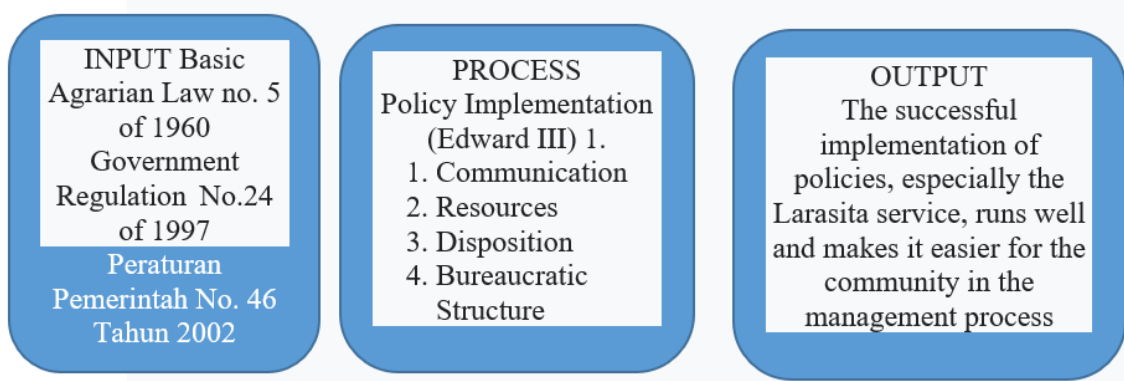 INPUT Basic
Agrarian Law no. 5
of 1960
Government
Regulation No.24
of 1997
Peraturan
Pemerintah No. 46
Tahun 2002
PROCESS
Policy Implementation
(Edward III) 1.
1. Communication
2. Resources
3. Disposition
4. Bureaucratic
Structure
OUTPUT
The successful
implementation of
policies, especially the
Larasita service, runs well
and makes it easier for the
community in the
management process